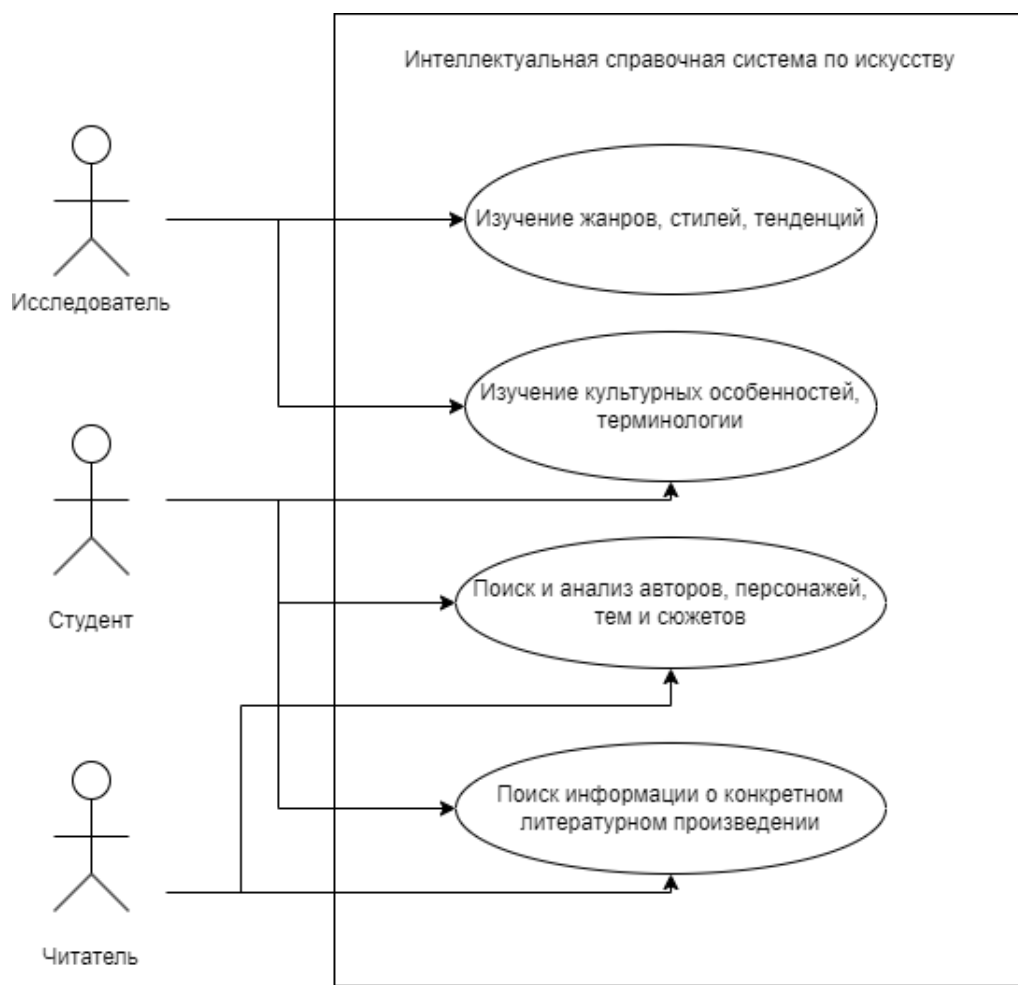 Интеллектуальная справочная система по искусству
Изучение жанров, стилей, тенденций
Исследователь
Изучение культурных особенностей,
терминологии
Студент
Поиск и анализ авторов, персонажей,
тем и сюжетов
Поиск информации о конкретном
литературном произведении
Читатель